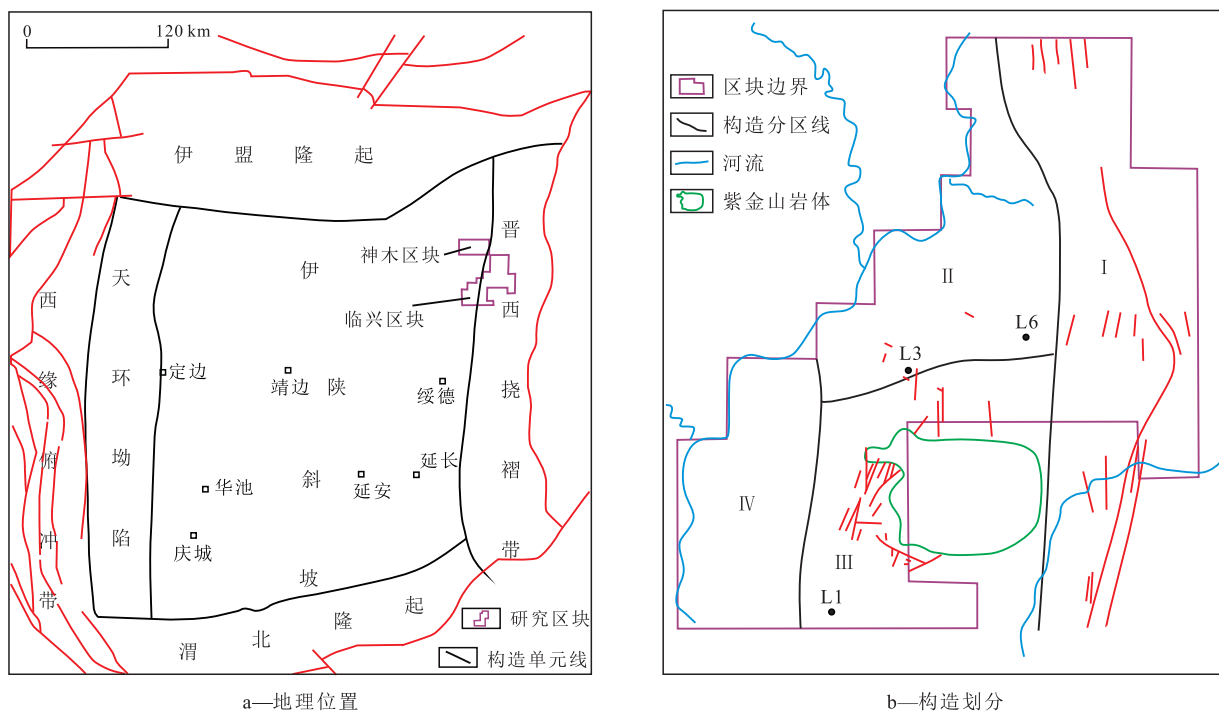 0 120 km
伊盟隆起
神木区块
临兴区块
晋西挠褶带
天环坳陷
伊陕斜坡
西缘俯冲带
定边
靖边
绥德
华池
延安
延长
庆城
渭北隆起
研究区块
构造单元线
a—地理位置
区块边界
构造分区线
河流
紫金山岩体
I
II
L6
L3
IV
III
L1
b—构造划分